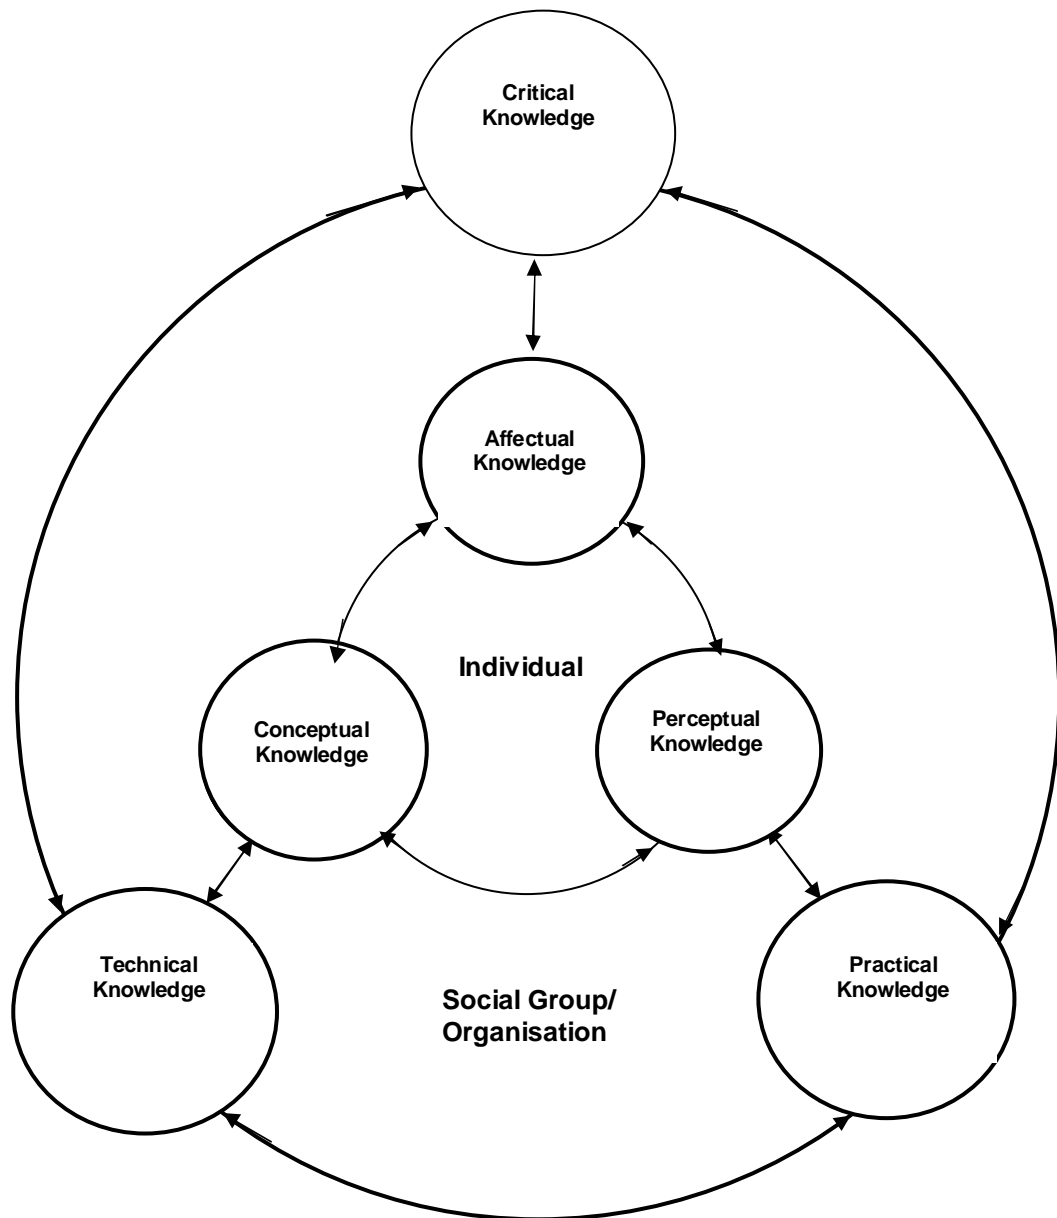 Critical
Knowledge
Affectual
Knowledge
Individual
Conceptual
Knowledge
Perceptual
Knowledge
Technical
Knowledge
Social Group/
Organisation
Practical
Knowledge